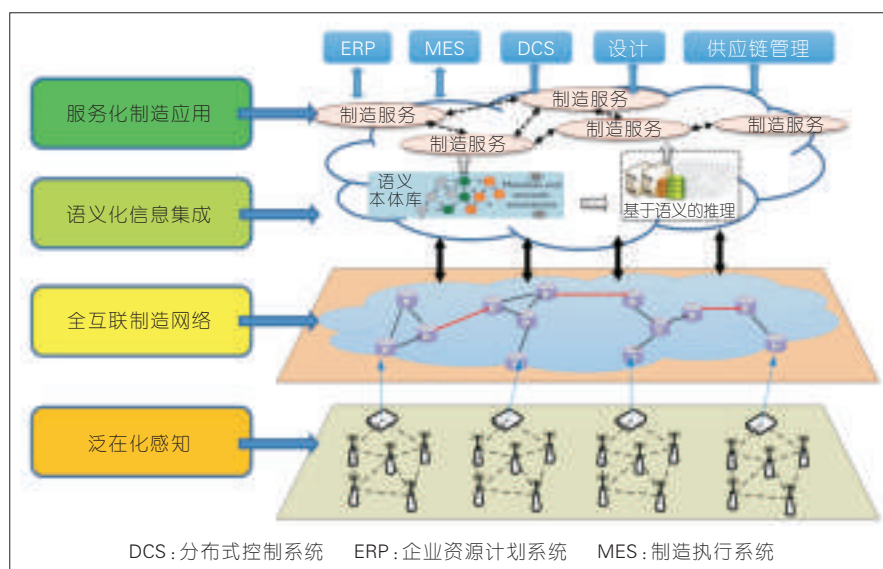 ERP MES DCS 设计 供应链管理
服务化制造应用
制造服务
制造服务
制造服务
制造服务
制造服务
语义化信息集成
语义
本体库
基于语义的推理
全互联制造网络
泛在化感知
DCS:分布式控制系统 ERP:企业资源计划系统 MES:制造执行系统